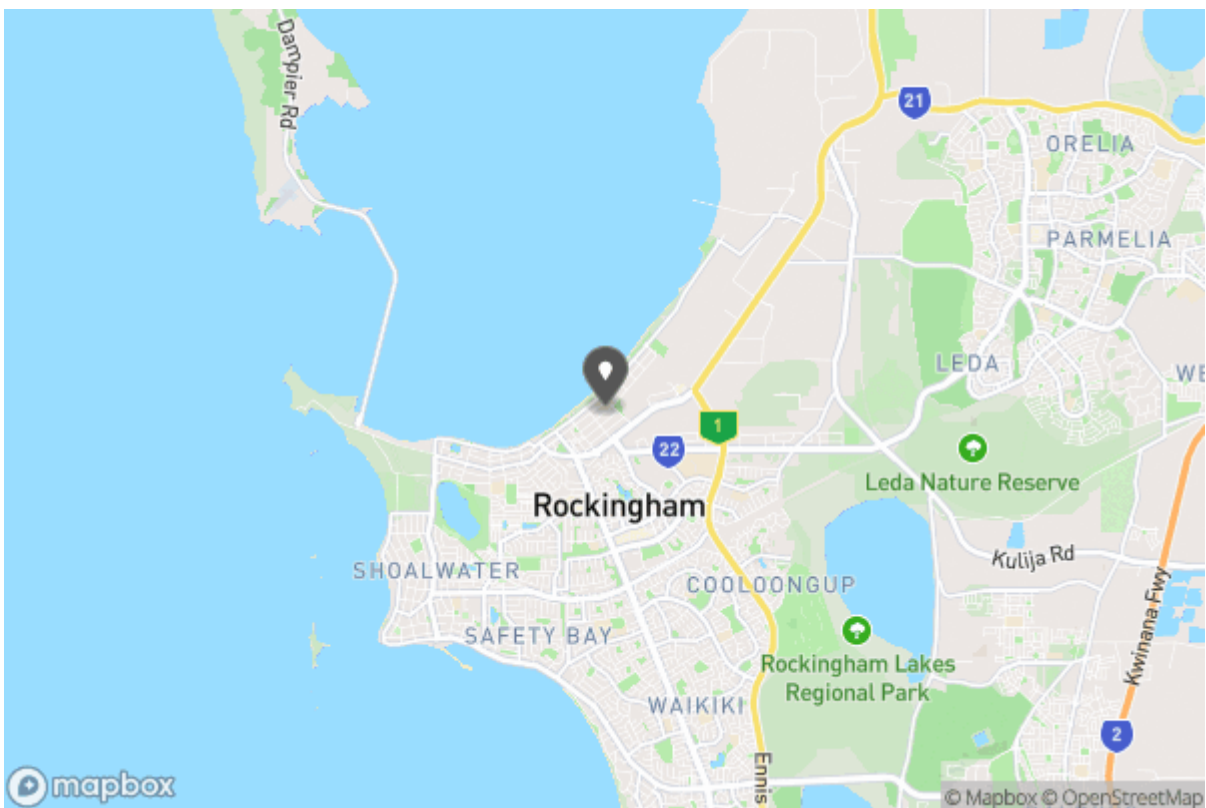 Dampier Rd
21
ORELIA
PARMELIA
LEDA
WE
1
22
Leda Nature Reserve
Rockingham
Kulija Rd
SHOALWATER
COOLOONGUP
Kwinana Fwy
SAFETY BAY
Rockingham Lakes
Regional Park
WAIKIKI
2
Ennis
mapbox
© Mapbox © OpenStreetMap